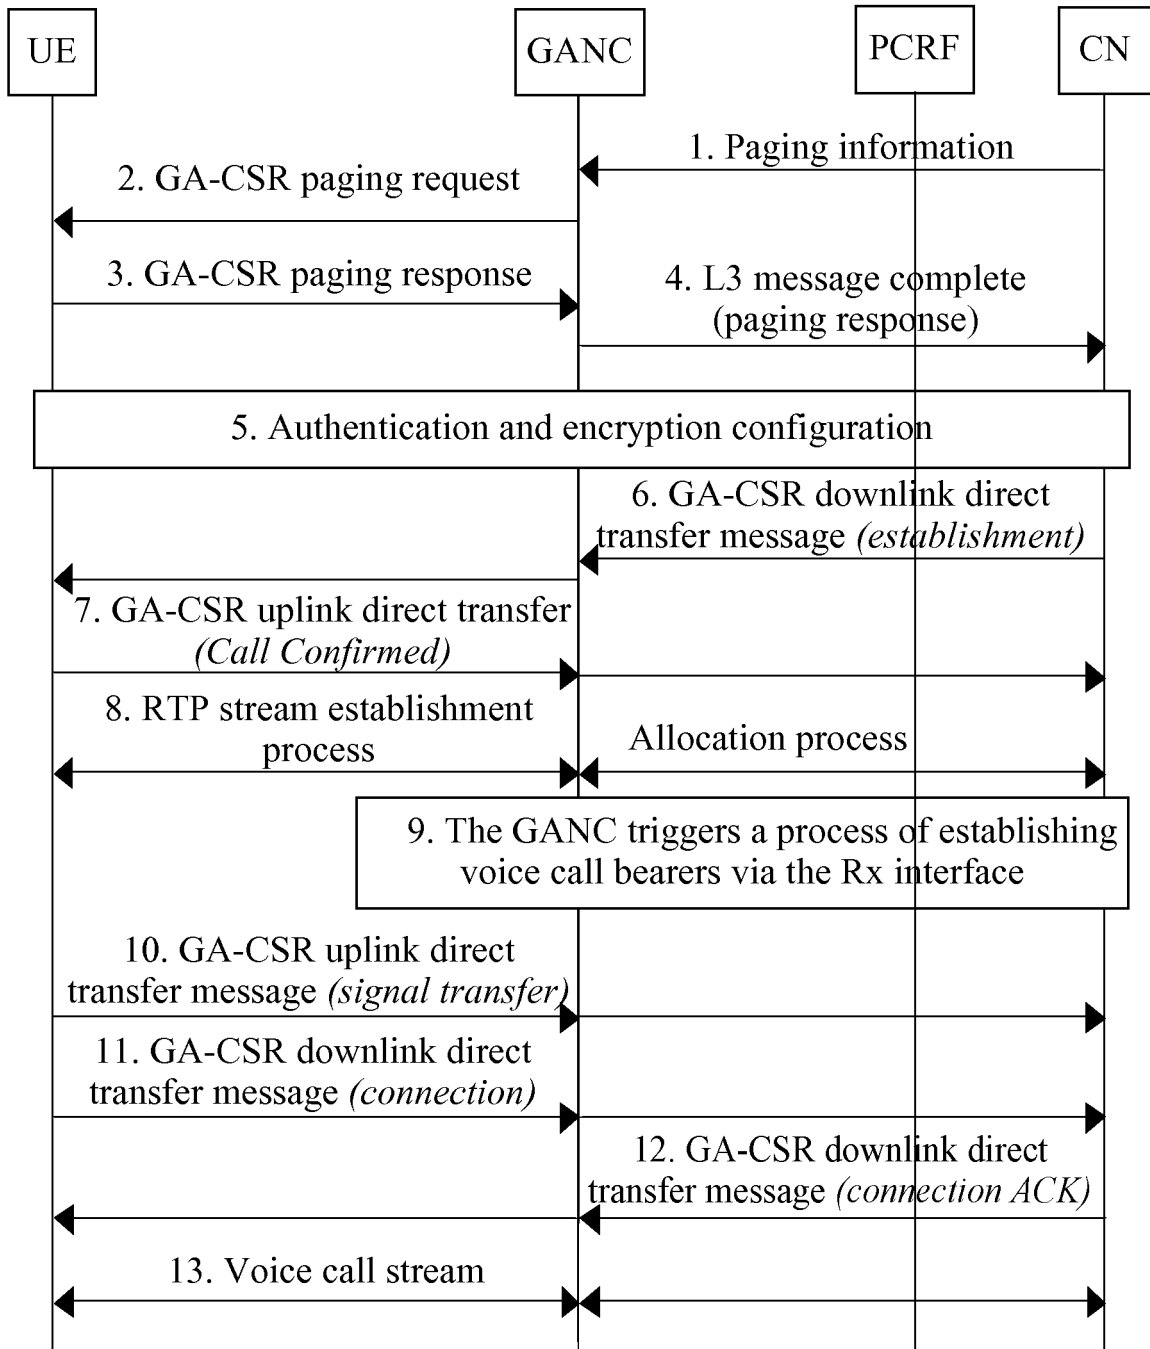 UE
GANC
PCRF
CN
1. Paging information
2. GA-CSR paging request
3. GA-CSR paging response
4. L3 message complete
(paging response)
5. Authentication and encryption configuration
6. GA-CSR downlink direct
transfer message (establishment)
7. GA-CSR uplink direct transfer
(Call Confirmed)
8. RTP stream establishment
process
Allocation process
9. The GANC triggers a process of establishing
voice call bearers via the Rx interface
10. GA-CSR uplink direct
transfer message (signal transfer)
11. GA-CSR downlink direct
transfer message (connection)
12. GA-CSR downlink direct
transfer message (connection ACK)
13. Voice call stream